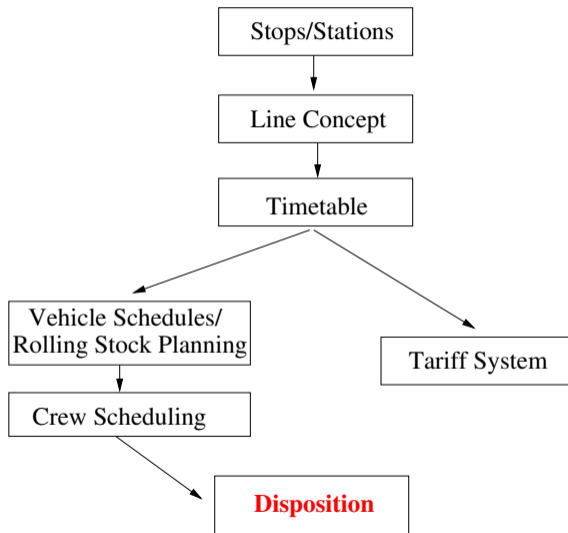 Stops/Stations
Line Concept
Timetable
Vehicle Schedules/
Rolling Stock Planning
Tariff System
Crew Scheduling
Disposition